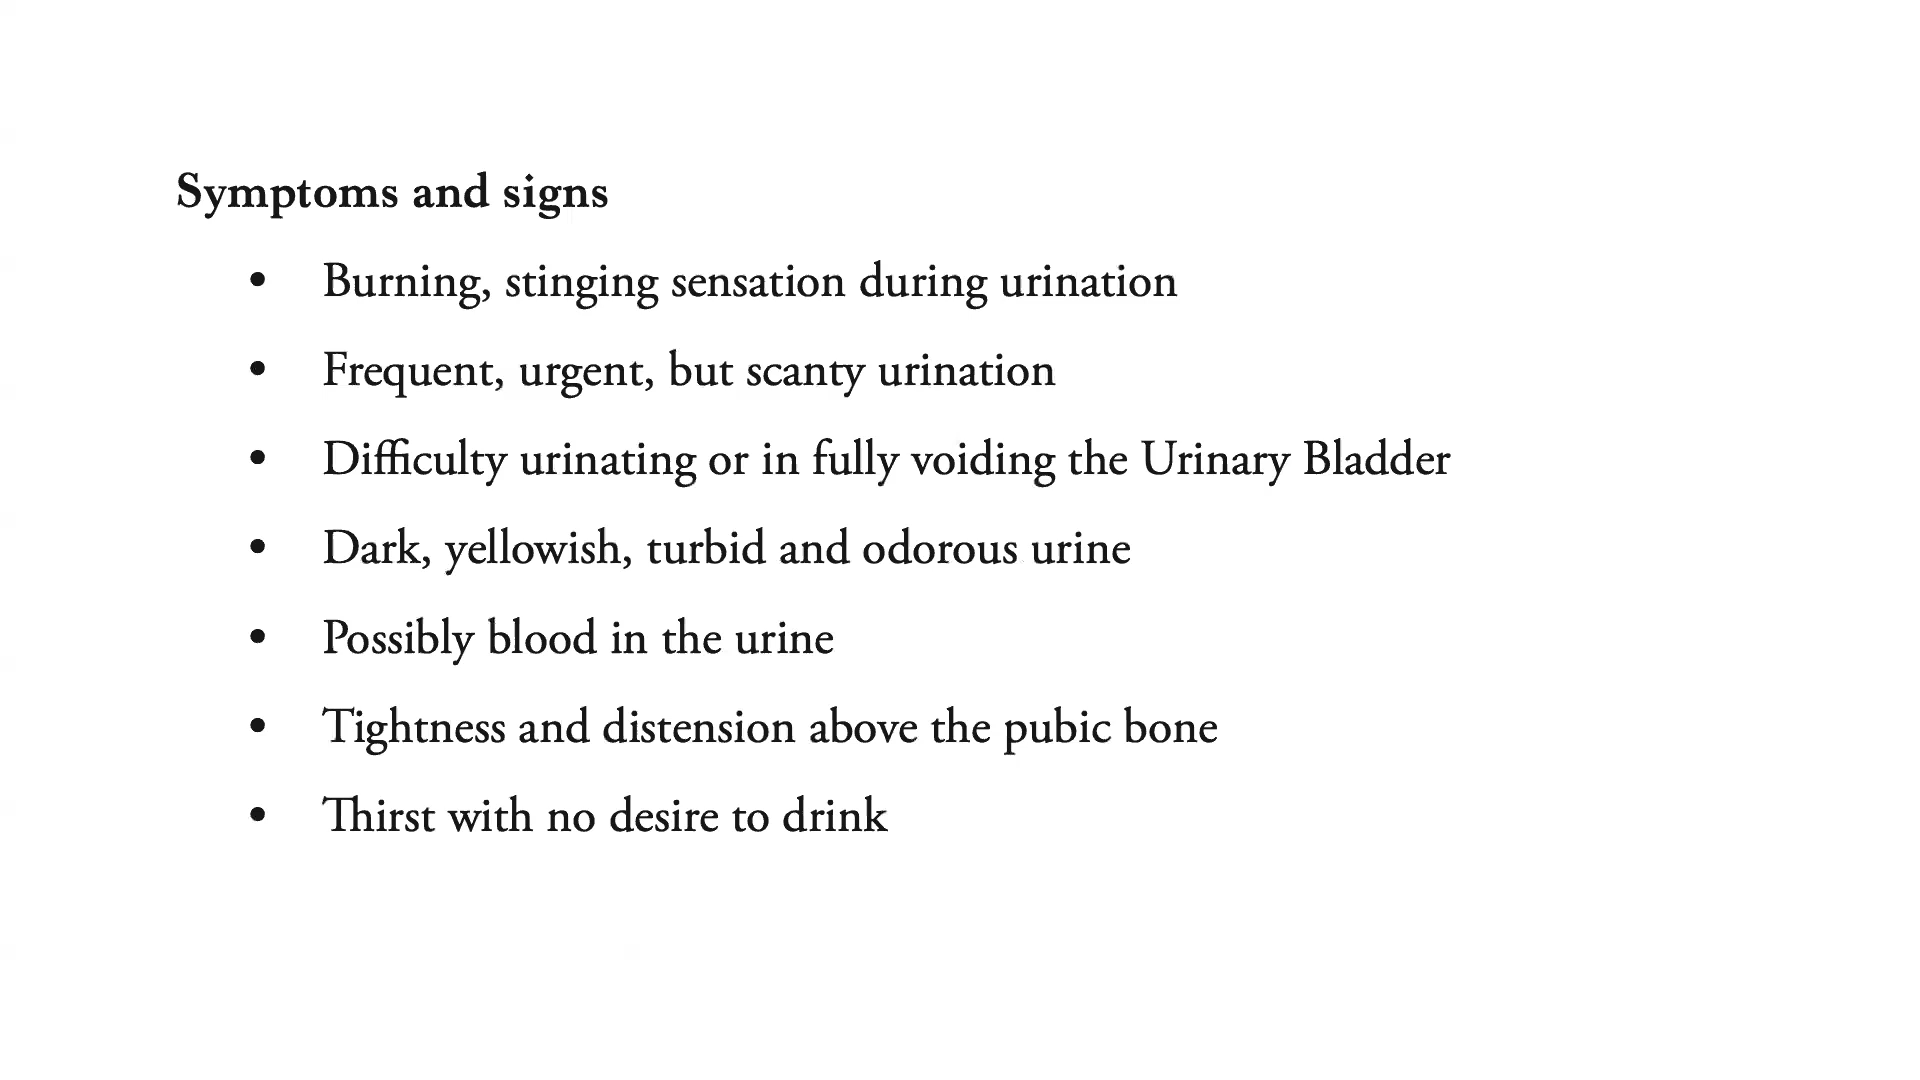 Symptoms and signs
• Burning, stinging sensation during urination
• Frequent, urgent, but scanty urination
• Difficulty urinating or in fully voiding the Urinary Bladder
• Dark, yellowish, turbid and odorous urine
• Possibly blood in the urine
• Tightness and distension above the pubic bone
• Thirst with no desire to drink